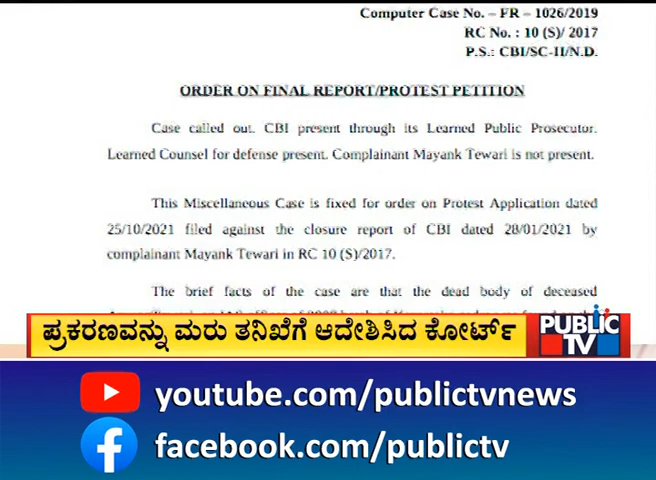 Computer Case No. – FR – 1026/2019
RC No. : 10 (S)/ 2017
P.S.: CBI/SC-II/N.D.
ORDER ON FINAL REPORT/PROTEST PETITION
Case called out. CBI present through its Learned Public Prosecutor.
Learned Counsel for defense present. Complainant Mayank Tewari is not present.
This Miscellaneous Case is fixed for order on Protest Application dated
25/10/2021 filed against the closure report of CBI dated 28/01/2021 by
complainant Mayank Tewari in RC 10 (S)/2017.
The brief facts of the case are that the dead body of deceased
ಪ್ರಕರಣವನ್ನು ಮರು ತನಿಖೆಗೆ ಆದೇಶಿಸಿದ ಕೋರ್ಟ್
PUBLIC
TV
youtube.com/publictvnews
facebook.com/publictv